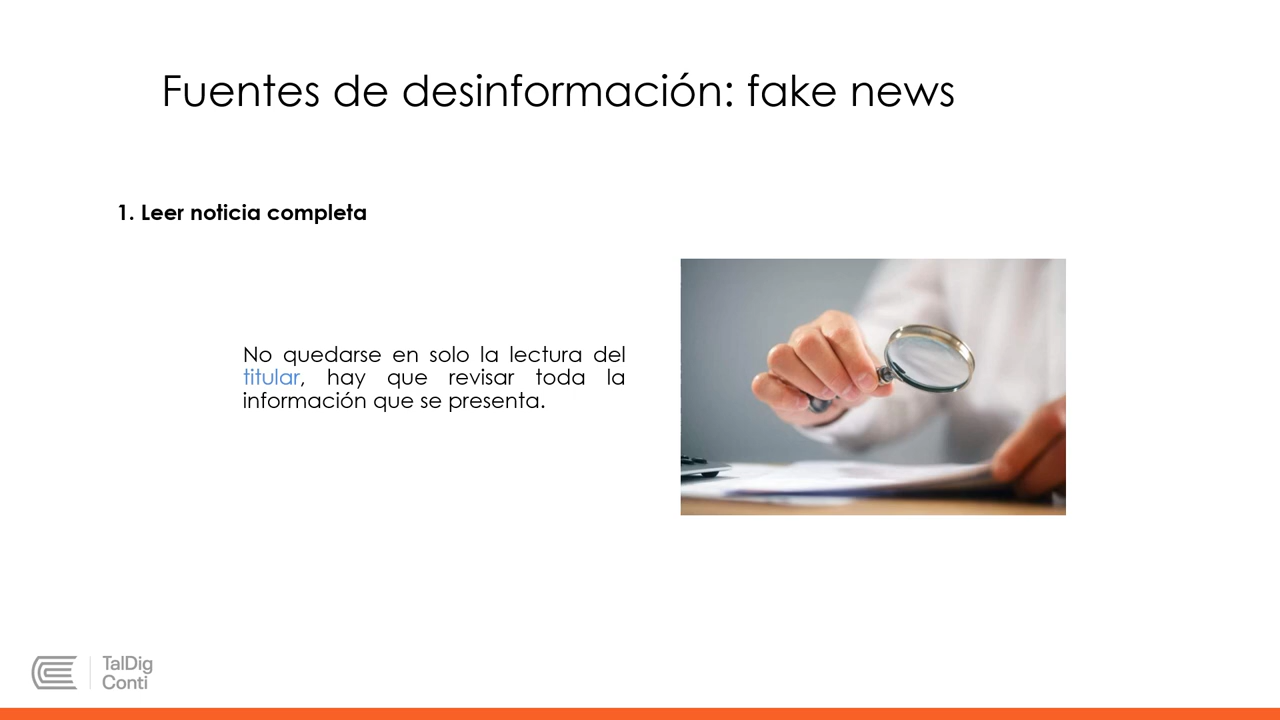 Fuentes de desinformación: fake news
1. Leer noticia completa
No quedarse en solo la lectura del
titular, hay que revisar toda la
información que se presenta.
TalDig
Conti